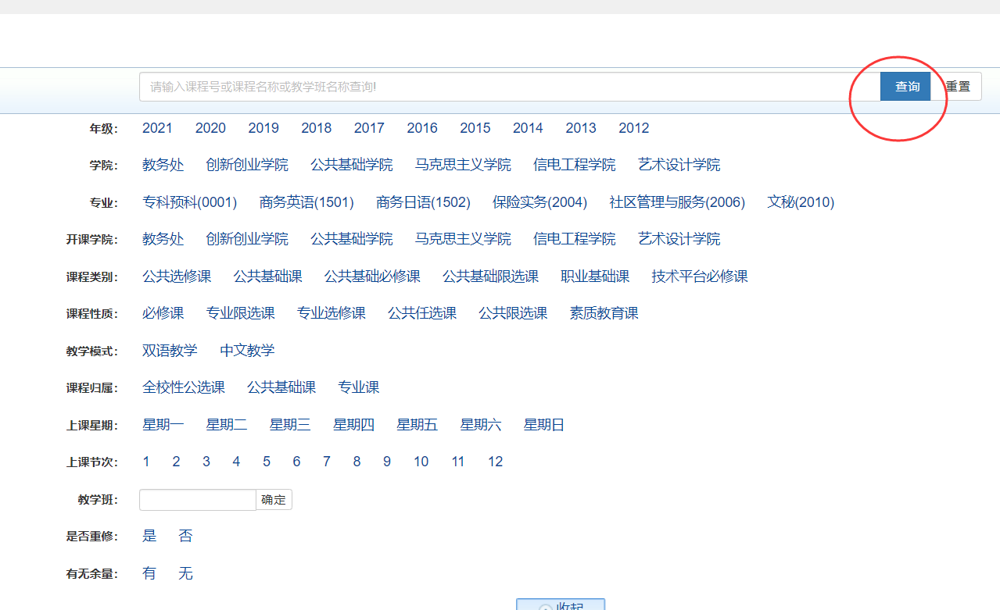 请输入课程号或课程名称或教学班名称查询! 查询 重置
年级: 2021 2020 2019 2018 2017 2016 2015 2014 2013 2012
学院: 教务处 创新创业学院 公共基础学院 马克思主义学院 信电工程学院 艺术设计学院
专业: 专科预科(0001) 商务英语(1501) 商务日语(1502) 保险实务(2004) 社区管理与服务(2006) 文秘(2010)
开课学院: 教务处 创新创业学院 公共基础学院 马克思主义学院 信电工程学院 艺术设计学院
课程类别: 公共选修课 公共基础课 公共基础必修课 公共基础限选课 职业基础课 技术平台必修课
课程性质: 必修课 专业限选课 专业选修课 公共任选课 公共限选课 素质教育课
教学模式: 双语教学 中文教学
课程归属: 全校性公选课 公共基础课 专业课
上课星期: 星期一 星期二 星期三 星期四 星期五 星期六 星期日
上课节次: 1 2 3 4 5 6 7 8 9 10 11 12
教学班: 确定
是否重修: 是 否
有无余量: 有 无
收起